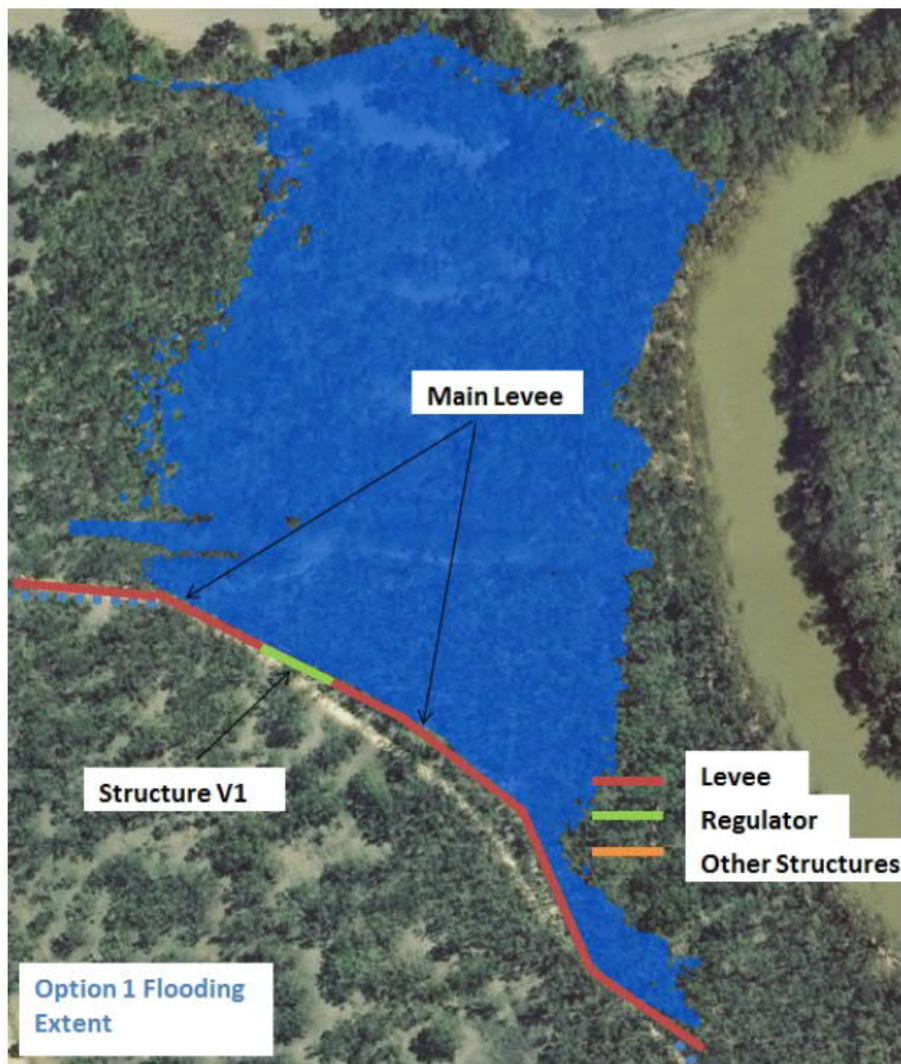 Main Levee
Structure V1
Levee
Regulator
Other Structures
Option 1 Flooding
Extent